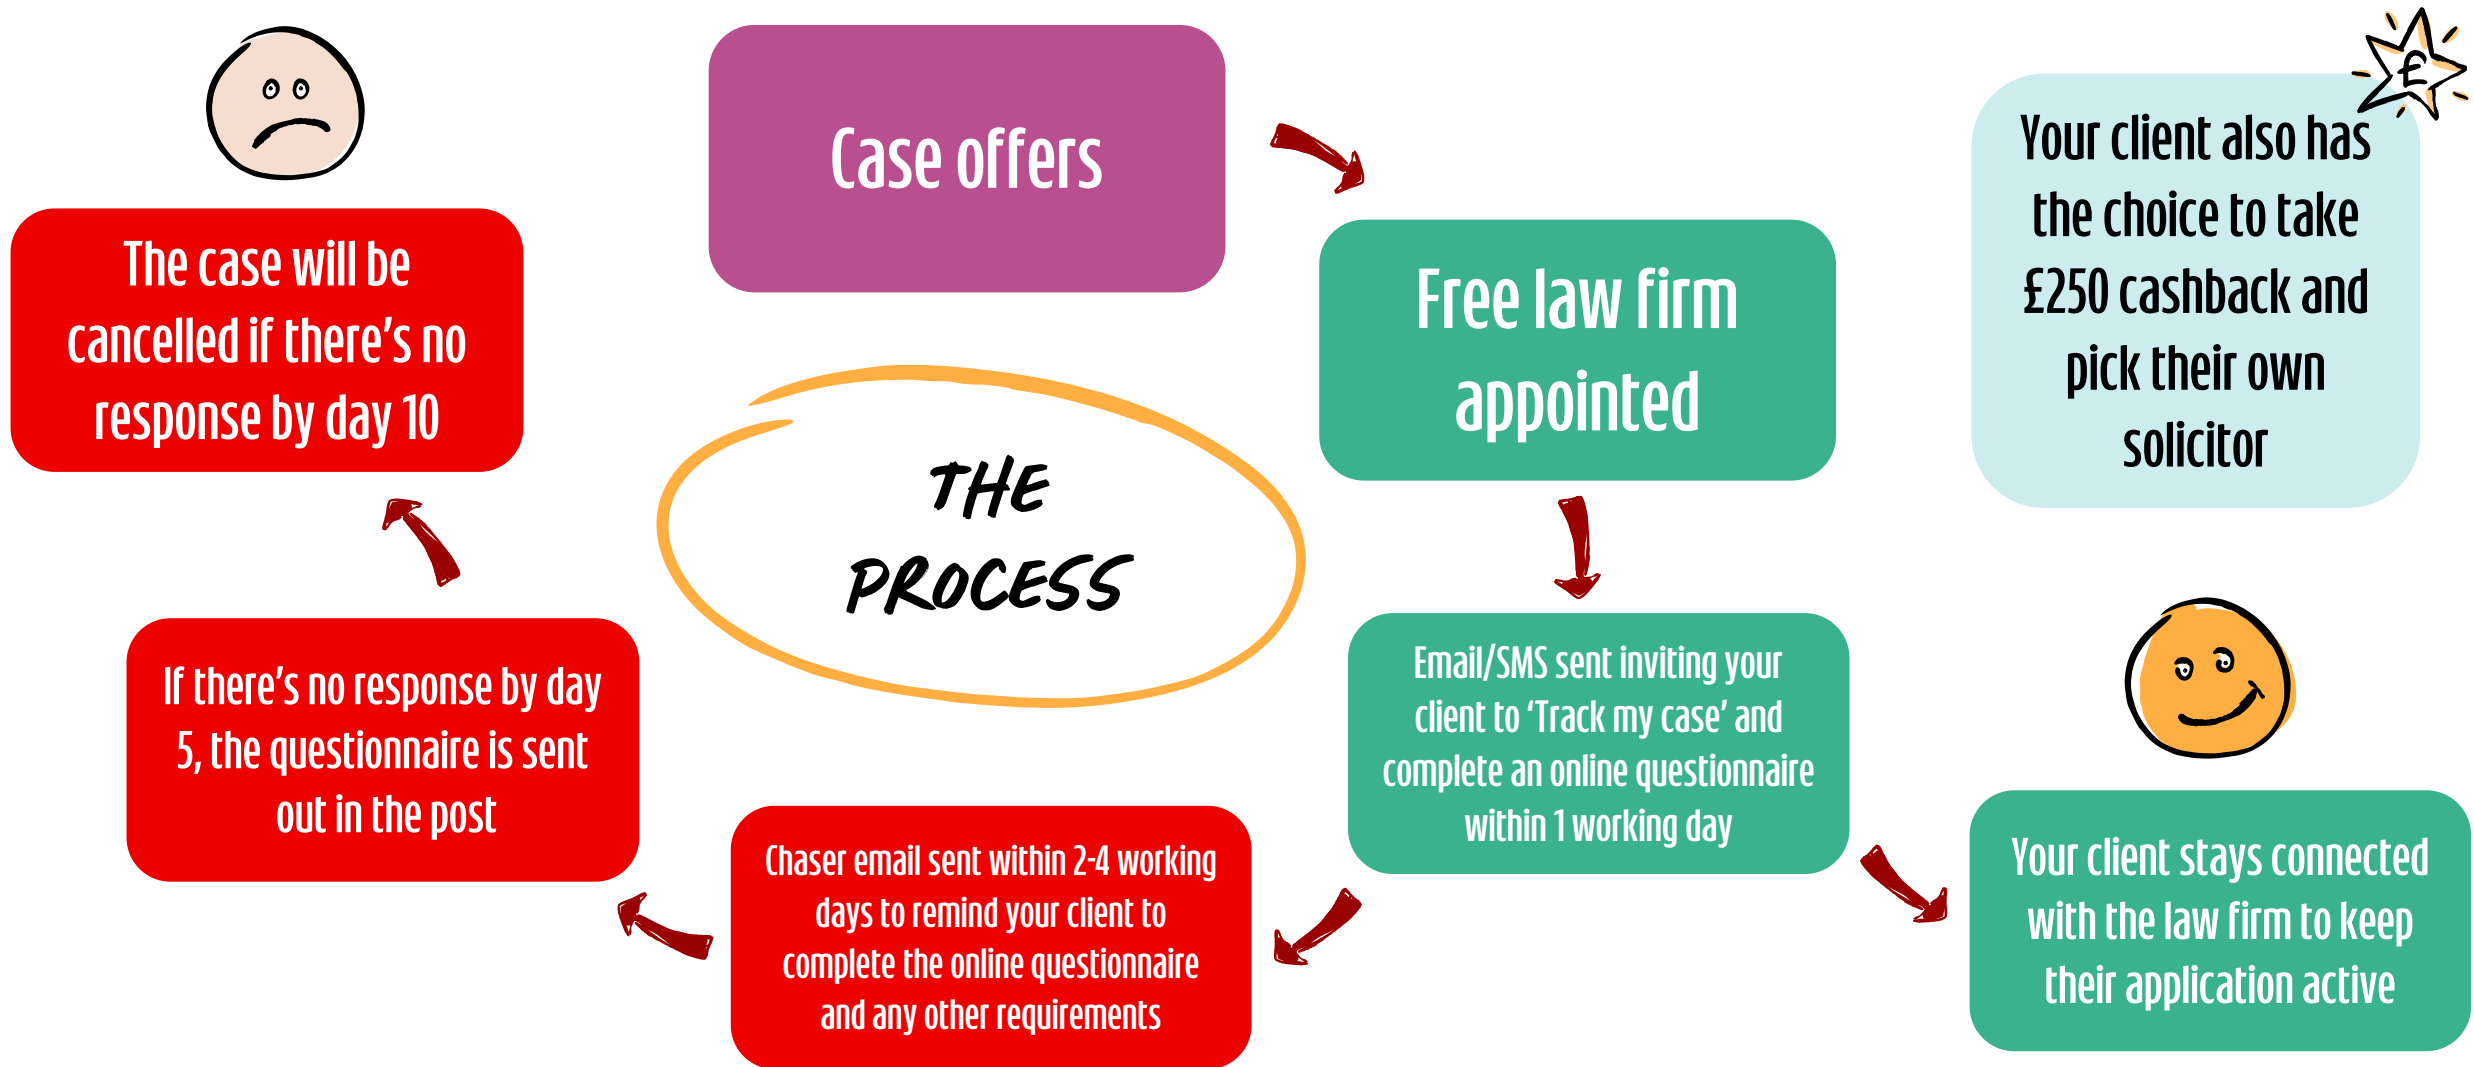 Case offers
Free law firm
appointed
£
Your client also has
the choice to take
£250 cashback and
pick their own
solicitor
THE
PROCESS
Email/SMS sent inviting your
client to ‘Track my case’ and
complete an online questionnaire
within 1 working day
Your client stays connected
with the law firm to keep
their application active
Chaser email sent within 2-4 working
days to remind your client to
complete the online questionnaire
and any other requirements
If there’s no response by day
5, the questionnaire is sent
out in the post
The case will be
cancelled if there’s no
response by day 10